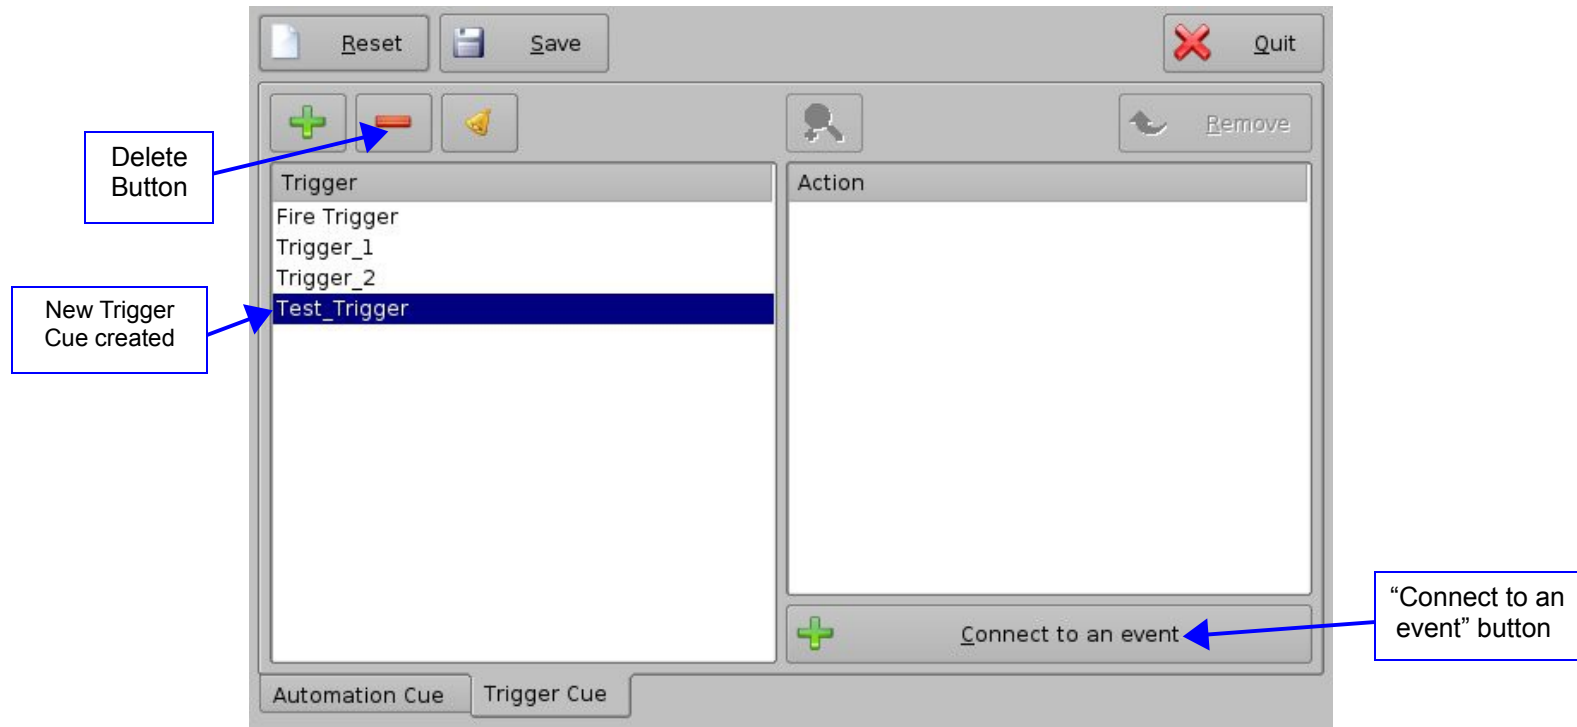 Reset
Save
Quit
Remove
Delete
Button
Trigger
Action
Fire Trigger
Trigger_1
Trigger_2
Test_Trigger
New Trigger
Cue created
“Connect to an
event” button
Connect to an event
Automation Cue
Trigger Cue